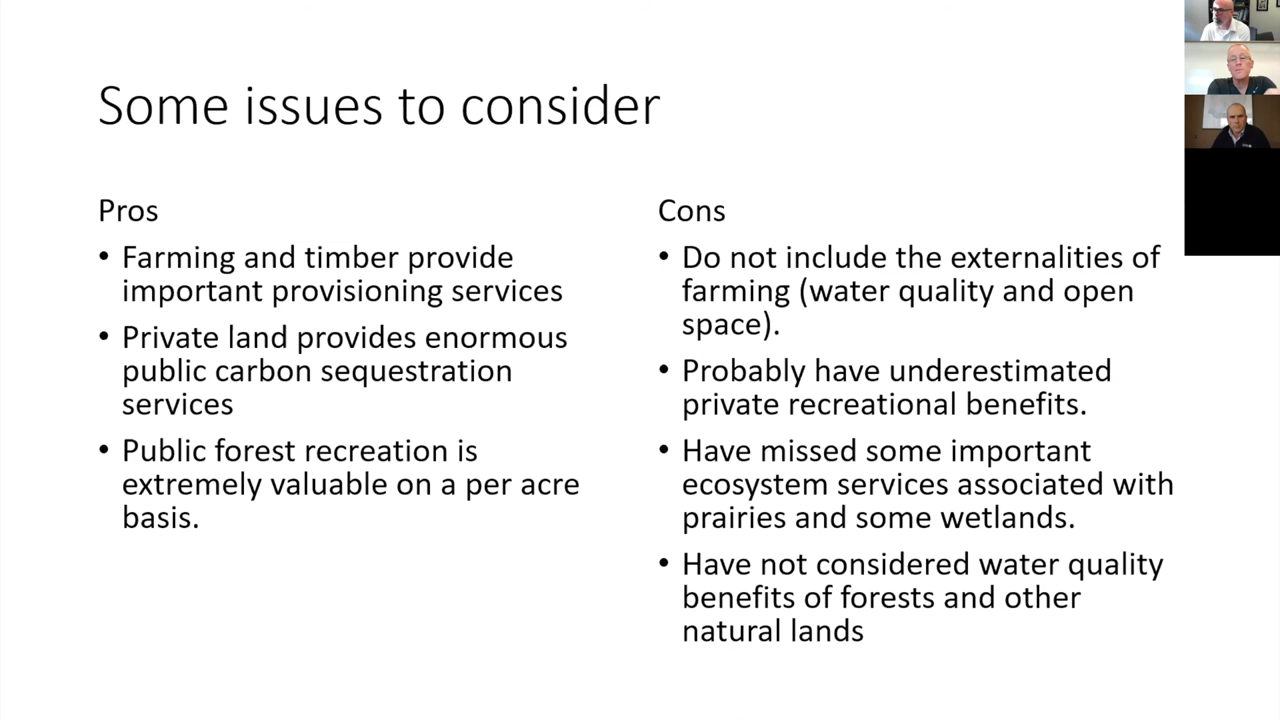 Some issues to consider
Pros
• Farming and timber provide
important provisioning services
• Private land provides enormous
public carbon sequestration
services
• Public forest recreation is
extremely valuable on a per acre
basis.
Cons
• Do not include the externalities of
farming (water quality and open
space).
• Probably have underestimated
private recreational benefits.
• Have missed some important
ecosystem services associated with
prairies and some wetlands.
• Have not considered water quality
benefits of forests and other
natural lands